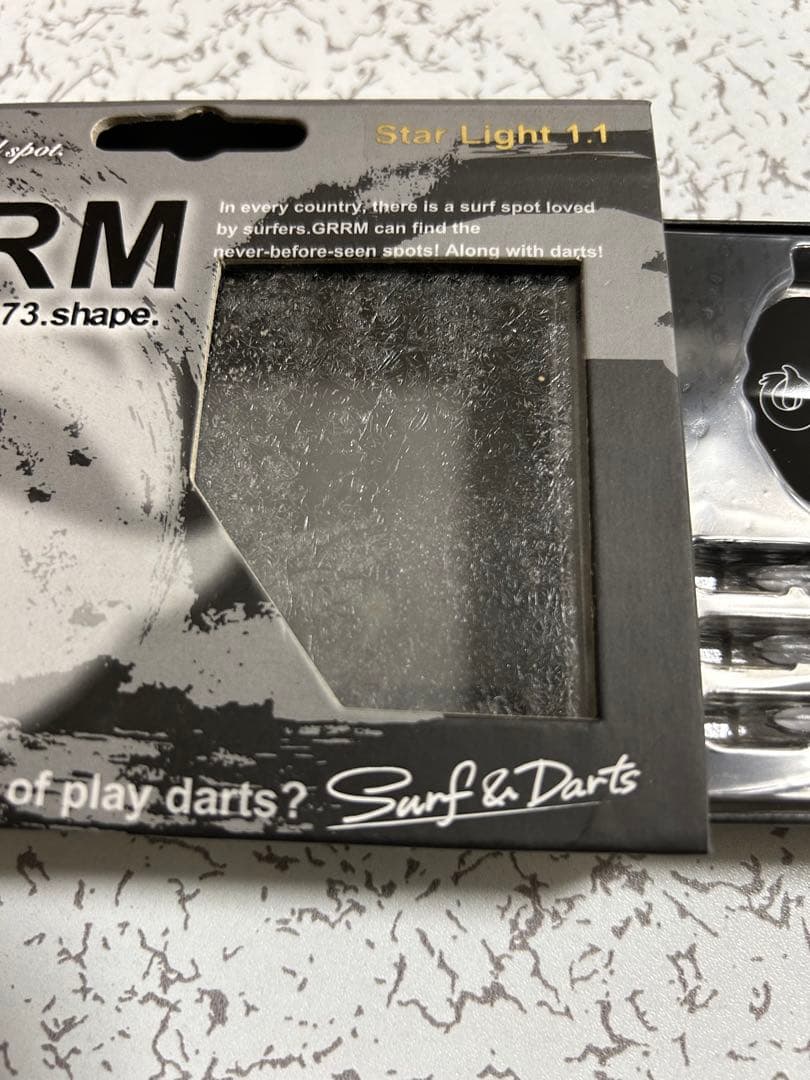 spot.
Star Light 1.1
RM
In every country, there is a surf spot loved
by surfers.GRRM can find the
never-before-seen spots! Along with darts!
73.shape.
of play darts?
Surf & Darts